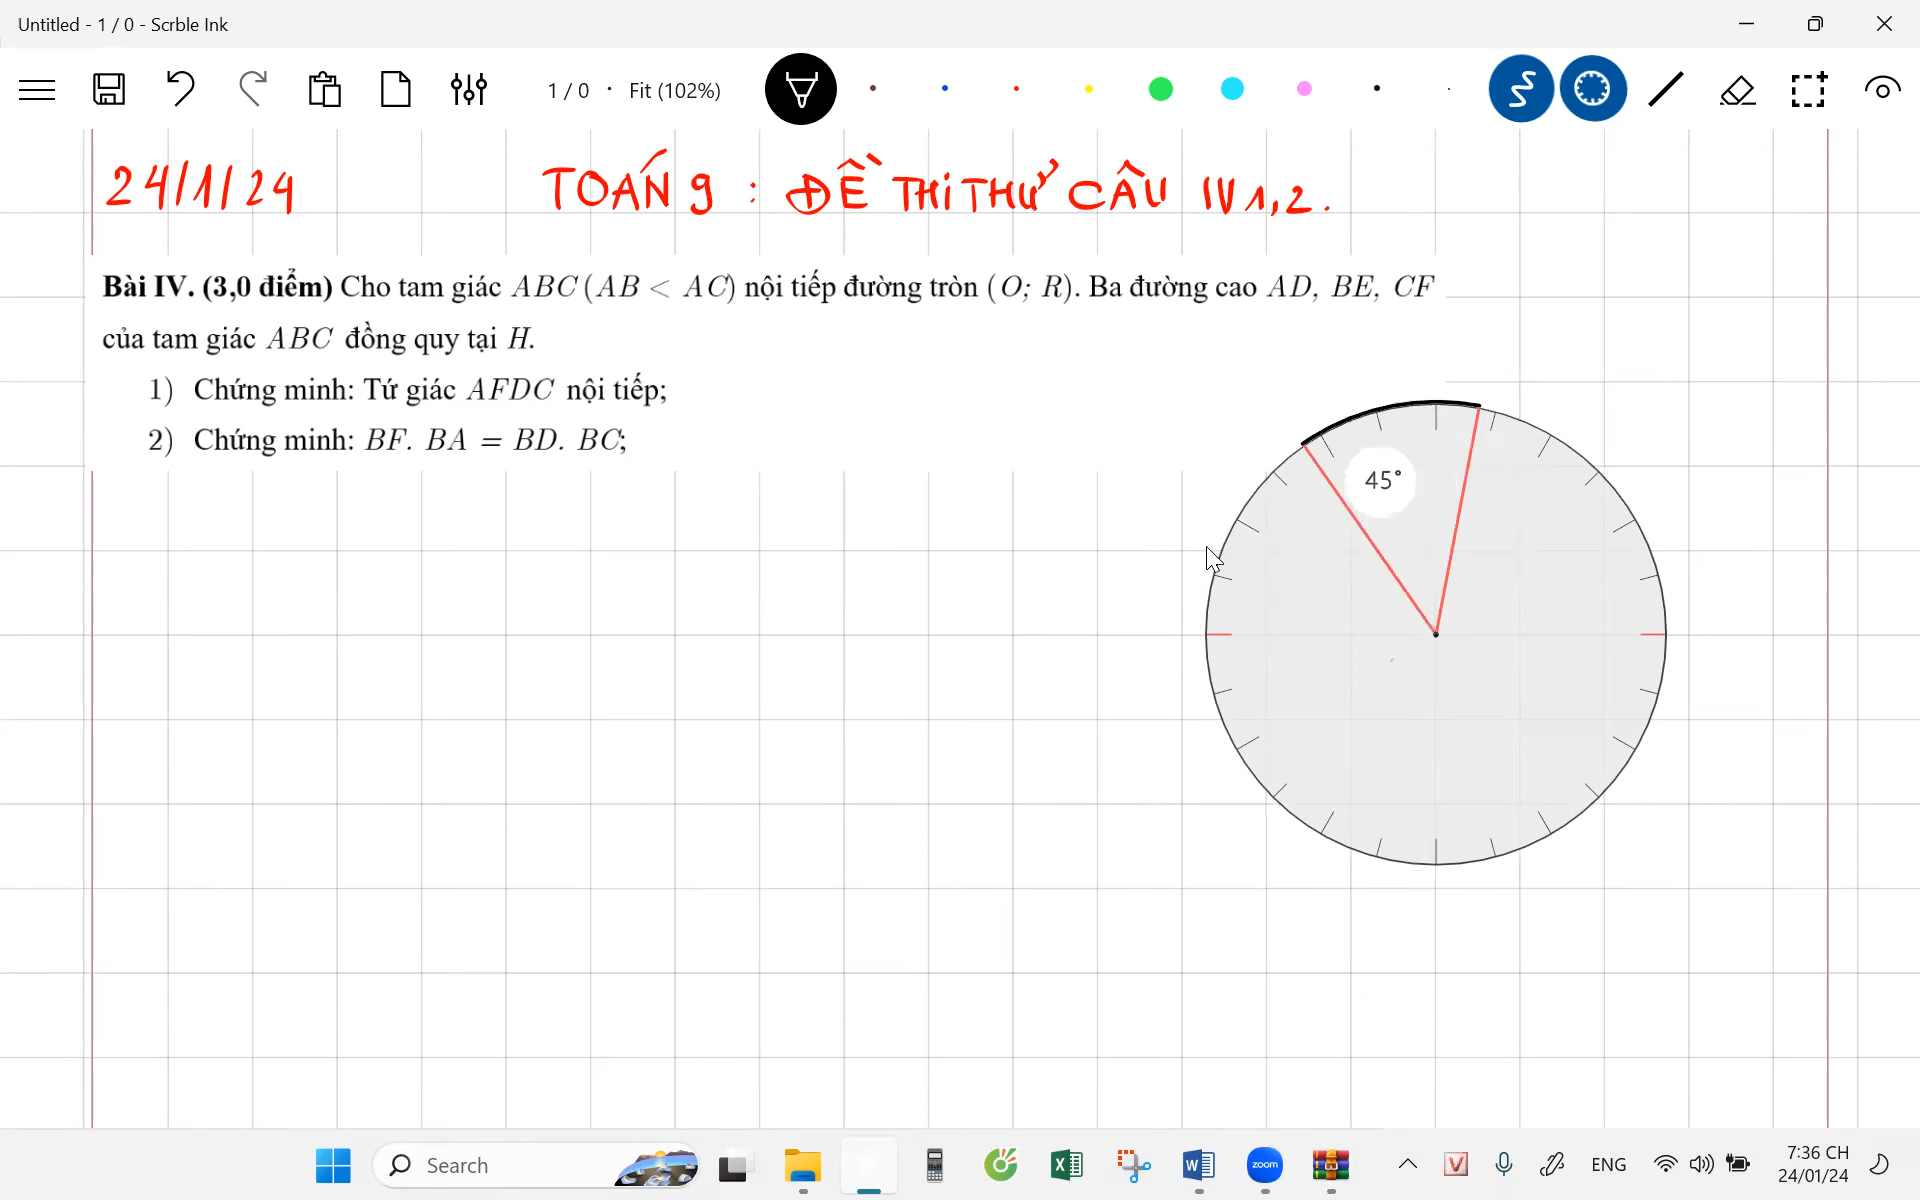 Untitled - 1 / 0 - Scrble Ink
1 / 0 · Fit (102%)
24/1/24 TOÁN 9 : ĐỀ THI THỬ CÂU IV 1, 2.
Bài IV. (3,0 điểm) Cho tam giác ABC (AB < AC) nội tiếp đường tròn (O; R). Ba đường cao AD, BE, CF
của tam giác ABC đồng quy tại H.
1) Chứng minh: Tứ giác AFDC nội tiếp;
2) Chứng minh: BF. BA = BD. BC;
45°
Search
zoom
ENG
7:36 CH
24/01/24